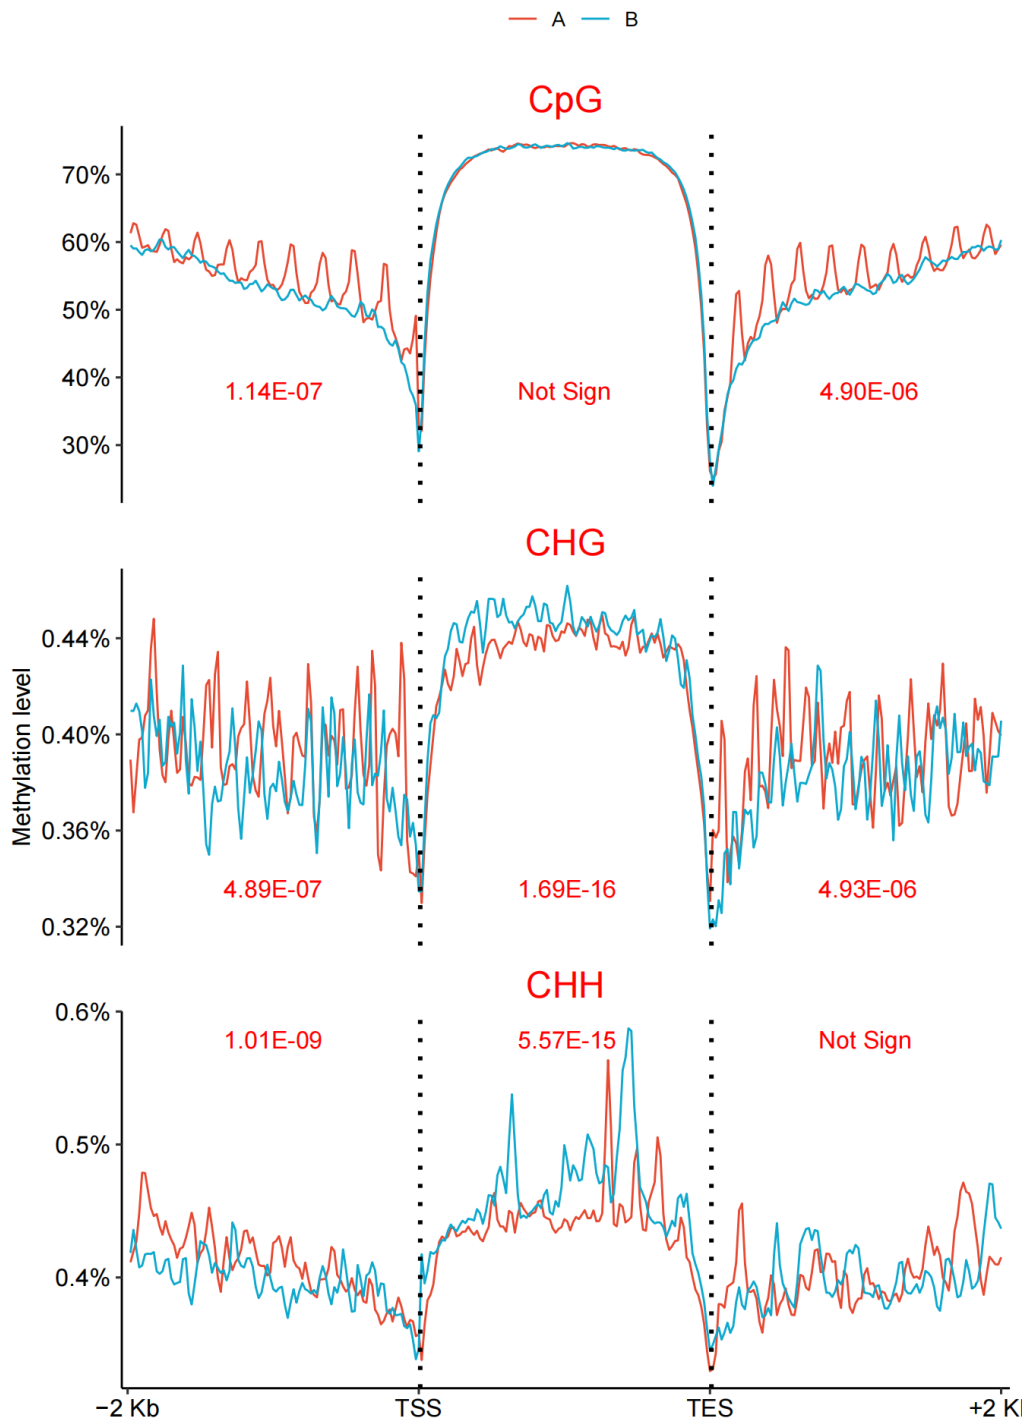 A B
CpG
70%
60%
50%
40%
30%
1.14E-07 Not Sign 4.90E-06
CHG
Methylation level
0.44%
0.40%
0.36%
0.32%
4.89E-07 1.69E-16 4.93E-06
CHH
0.6%
0.5%
0.4%
1.01E-09 5.57E-15 Not Sign
−2 Kb TSS TES +2 K